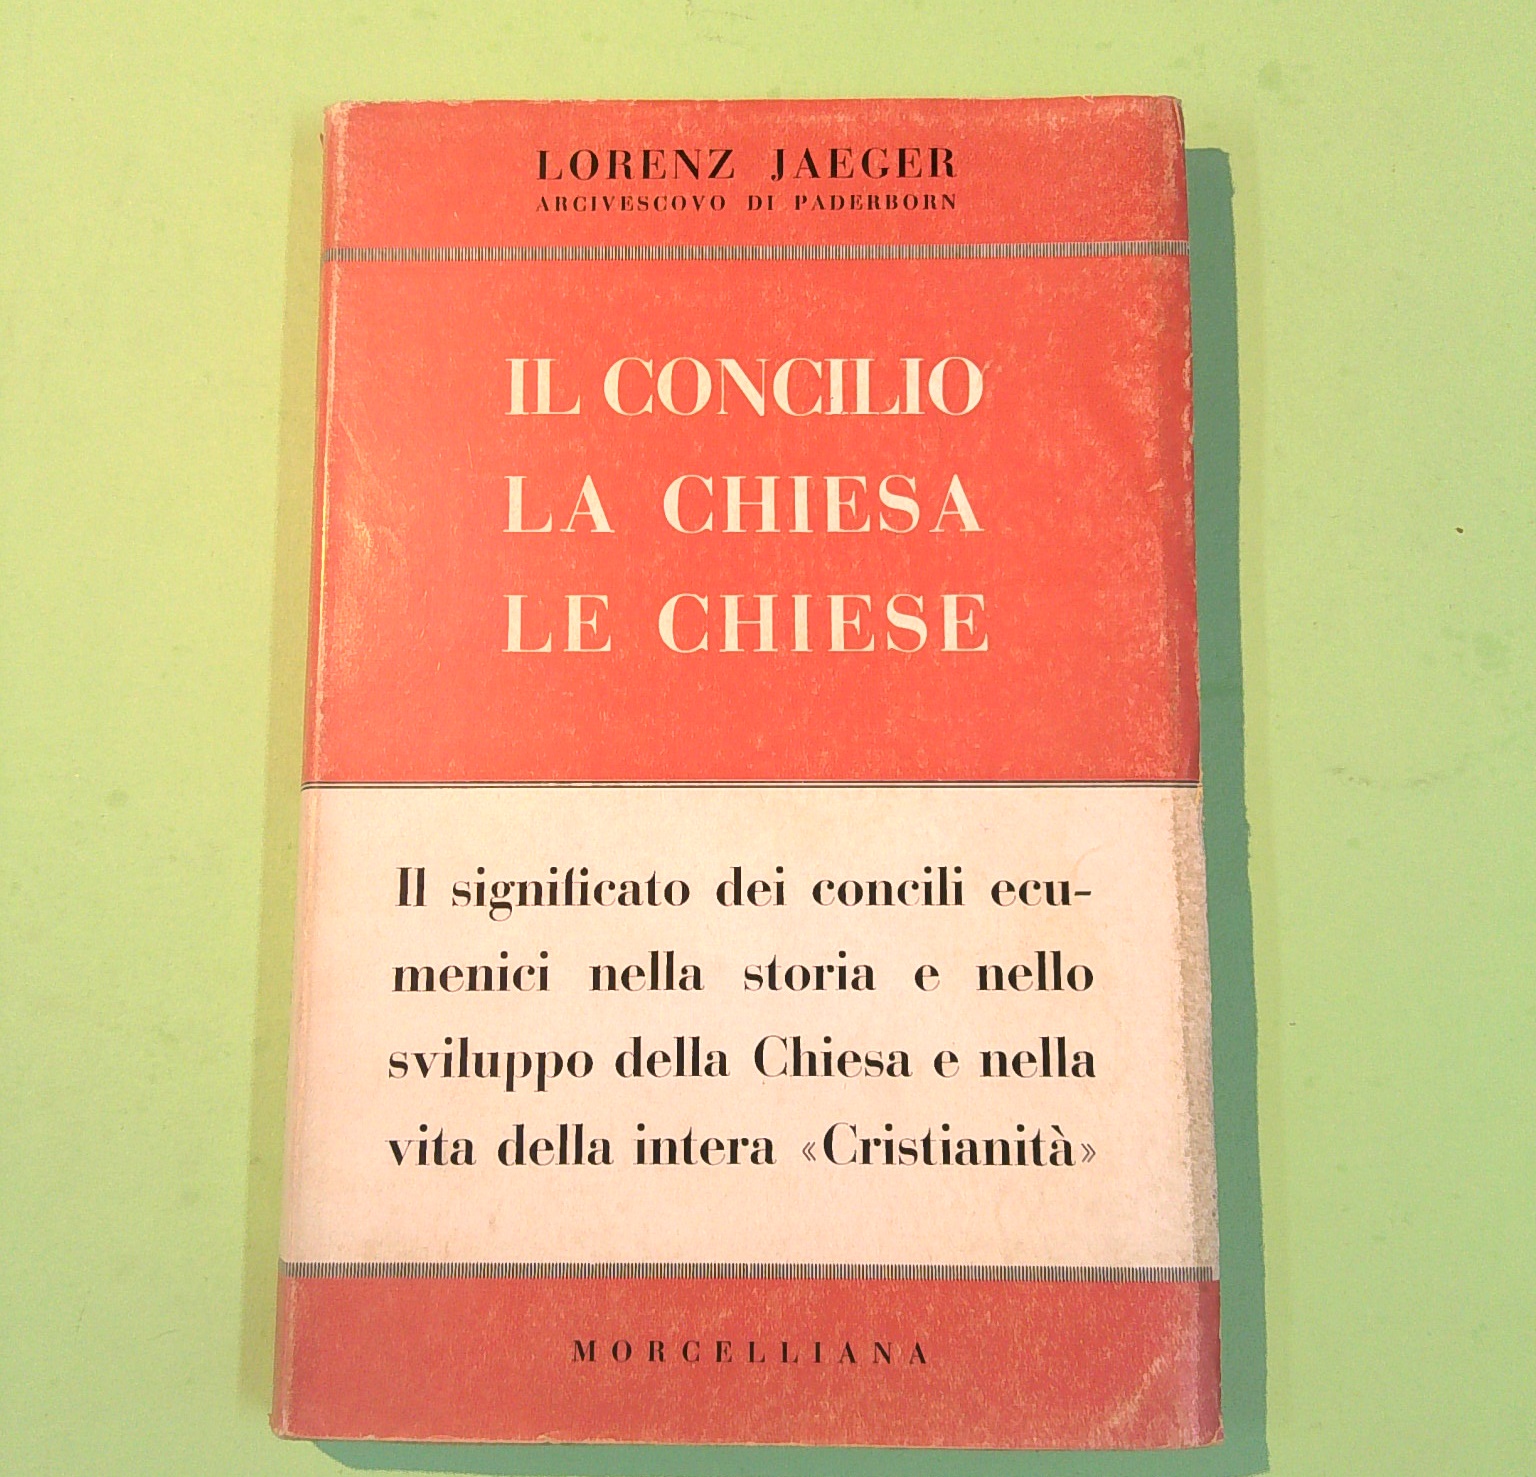 LORENZ JAEGER
ARCIVESCOVO DI PADERBORN
IL CONCILIO
LA CHIESA
LE CHIESE
Il significato dei concili ecu-
menici nella storia e nello
sviluppo della Chiesa e nella
vita della intera «Cristianità»
MORCELLIANA